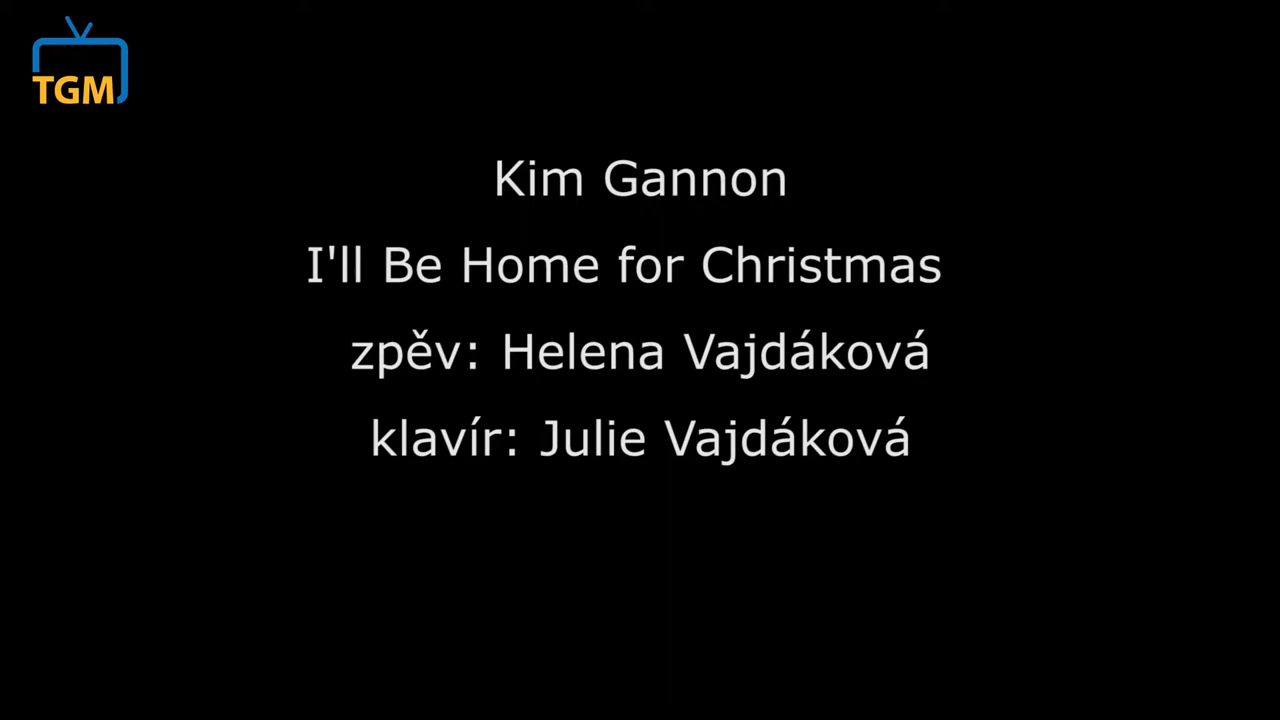 TGM
Kim Gannon
I'll Be Home for Christmas
zpěv: Helena Vajdáková
klavír: Julie Vajdáková